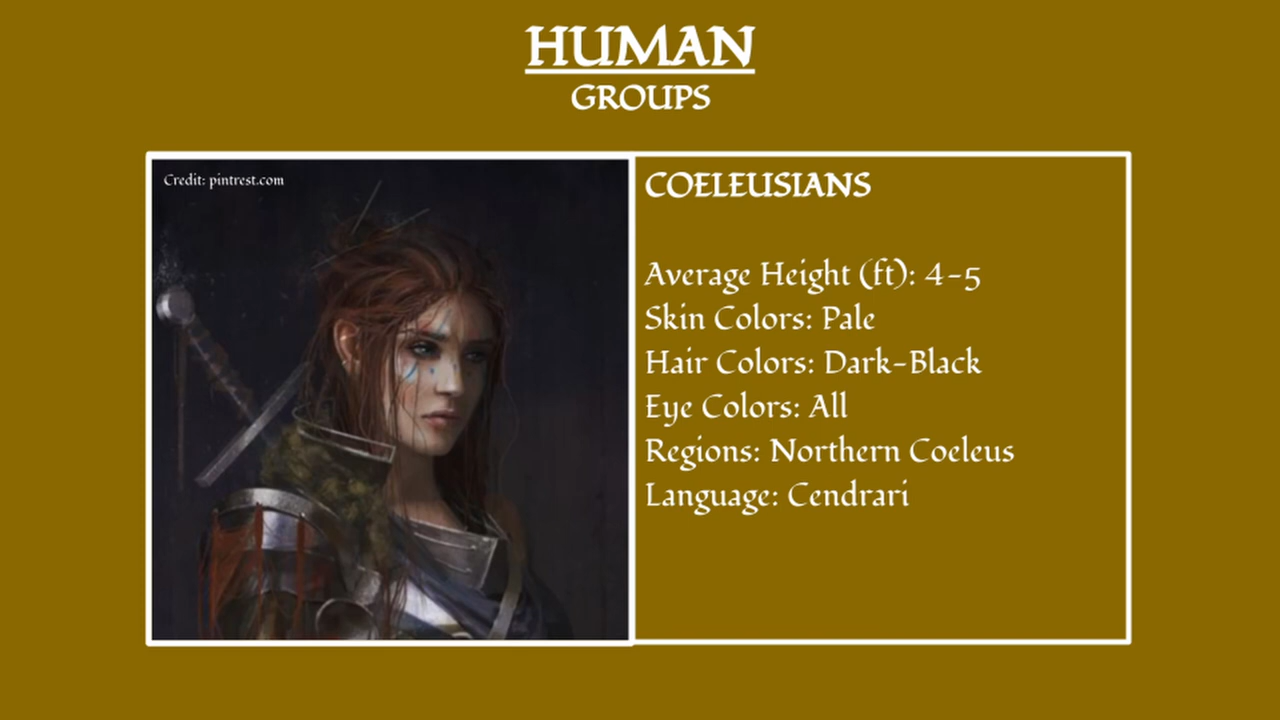 HUMAN
GROUPS
Credit: pintrest.com
COELEUSIANS
Average Height (ft): 4-5
Skin Colors: Pale
Hair Colors: Dark-Black
Eye Colors: All
Regions: Northern Coeleus
Language: Cendrari